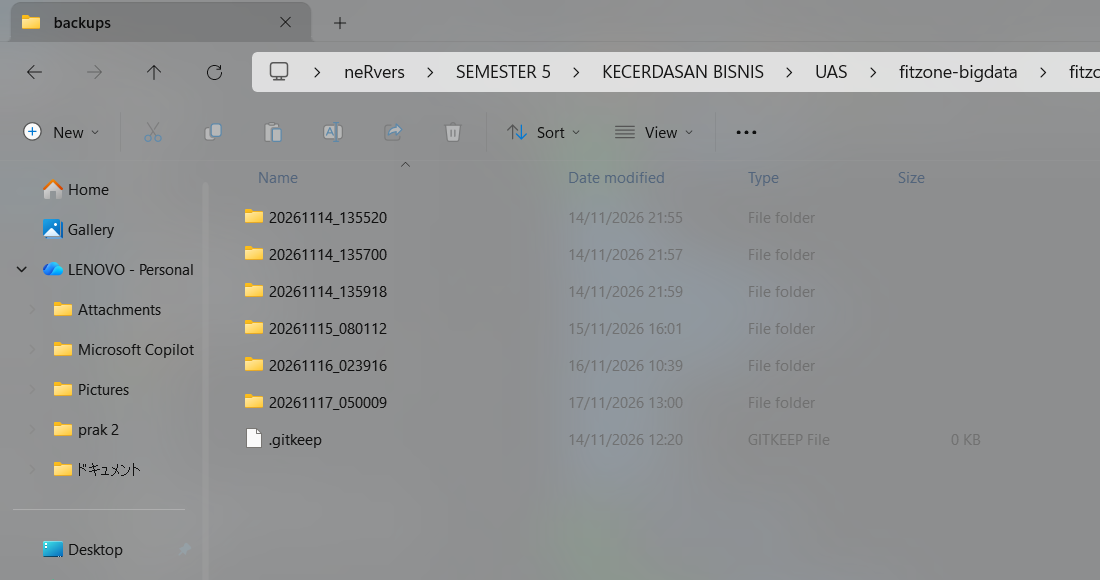 backups
neRvers > SEMESTER 5 > KECERDASAN BISNIS > UAS > fitzone-bigdata > fitzo
New Sort View
Name Date modified Type Size
Home
Gallery
LENOVO - Personal
Attachments
Microsoft Copilot
Pictures
prak 2
ドキュメント
Desktop
20261114_135520 14/11/2026 21:55 File folder
20261114_135700 14/11/2026 21:57 File folder
20261114_135918 14/11/2026 21:59 File folder
20261115_080112 15/11/2026 16:01 File folder
20261116_023916 16/11/2026 10:39 File folder
20261117_050009 17/11/2026 13:00 File folder
.gitkeep 14/11/2026 12:20 GITKEEP File 0 KB